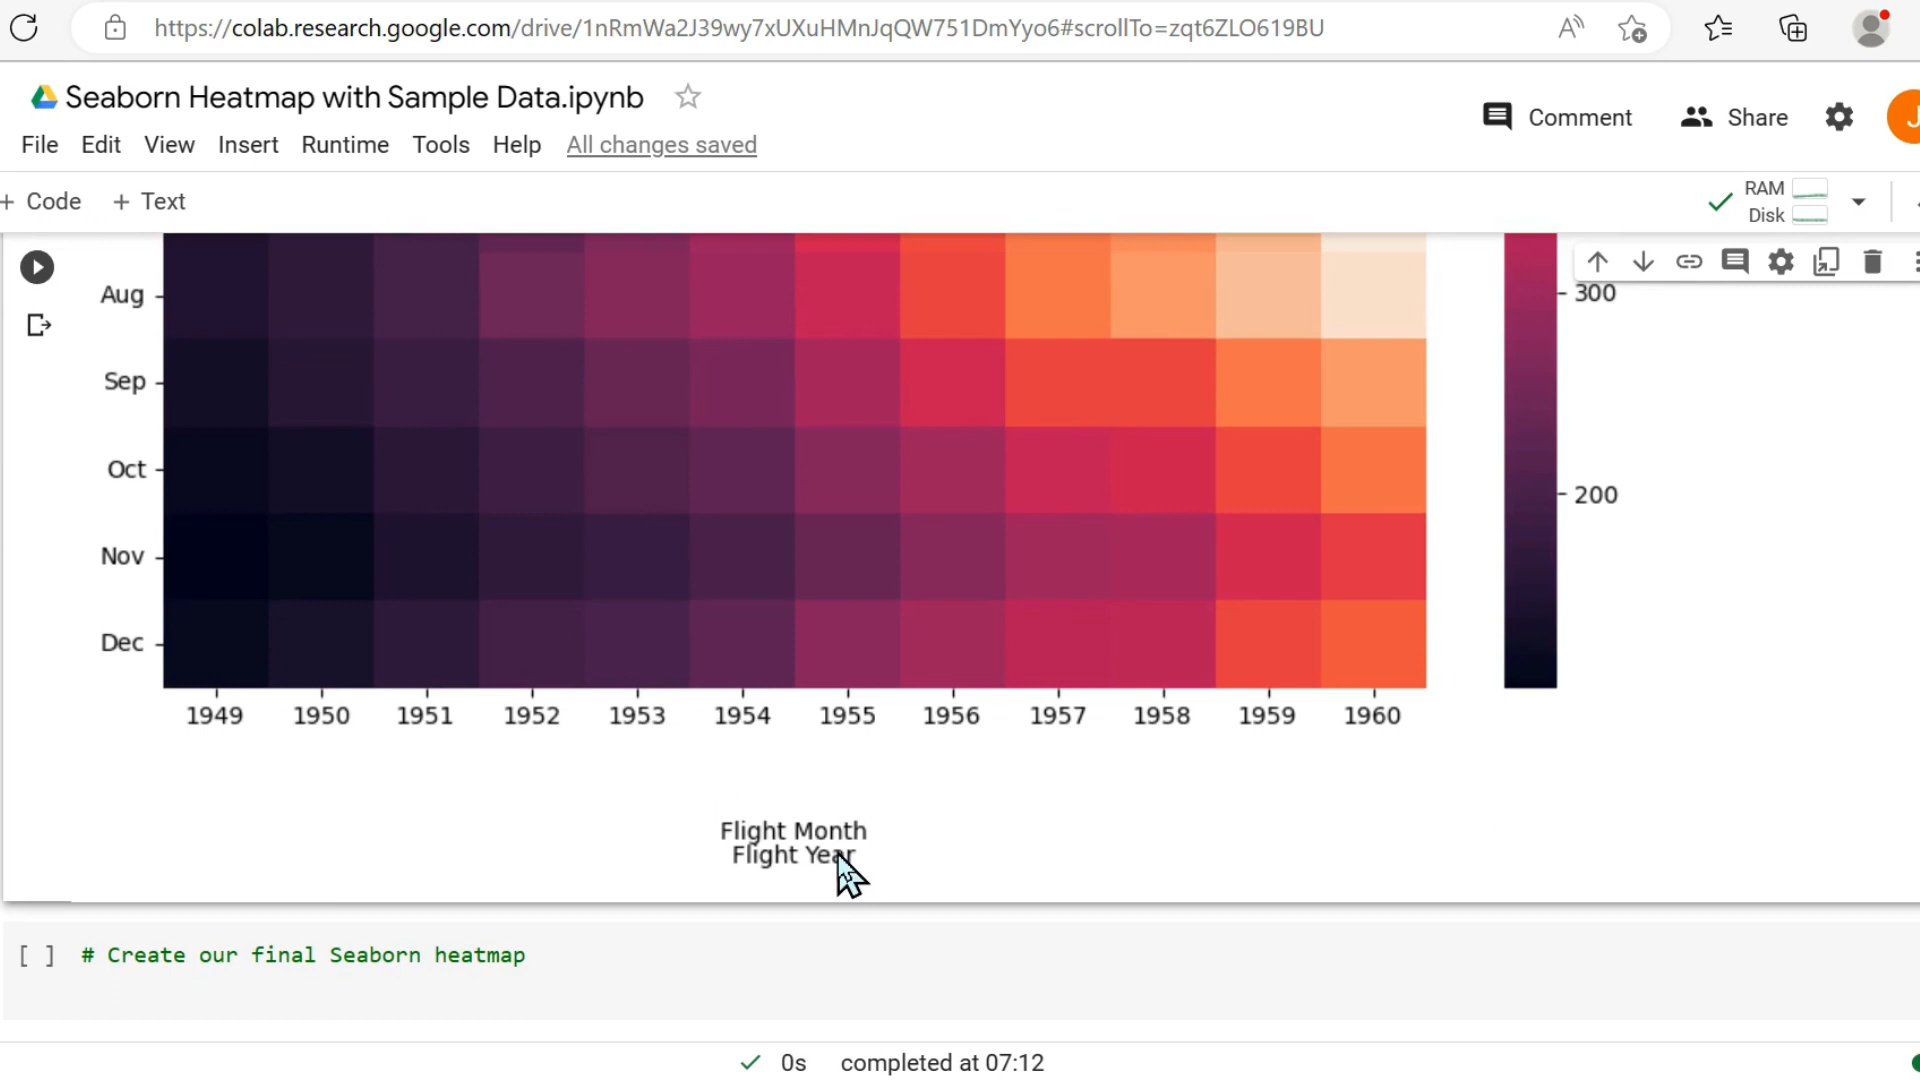 https://colab.research.google.com/drive/1nRmWa2J39wy7xUXuHMnJqQW751DmYyo6#scrollTo=zqt6ZLO619BU
Seaborn Heatmap with Sample Data.ipynb
Comment
Share
J
File Edit View Insert Runtime Tools Help All changes saved
+ Code + Text
RAM
Disk
Aug
300
Sep
Oct
200
Nov
Dec
1949 1950 1951 1952 1953 1954 1955 1956 1957 1958 1959 1960
Flight Month
Flight Year
[ ] # Create our final Seaborn heatmap
0s completed at 07:12